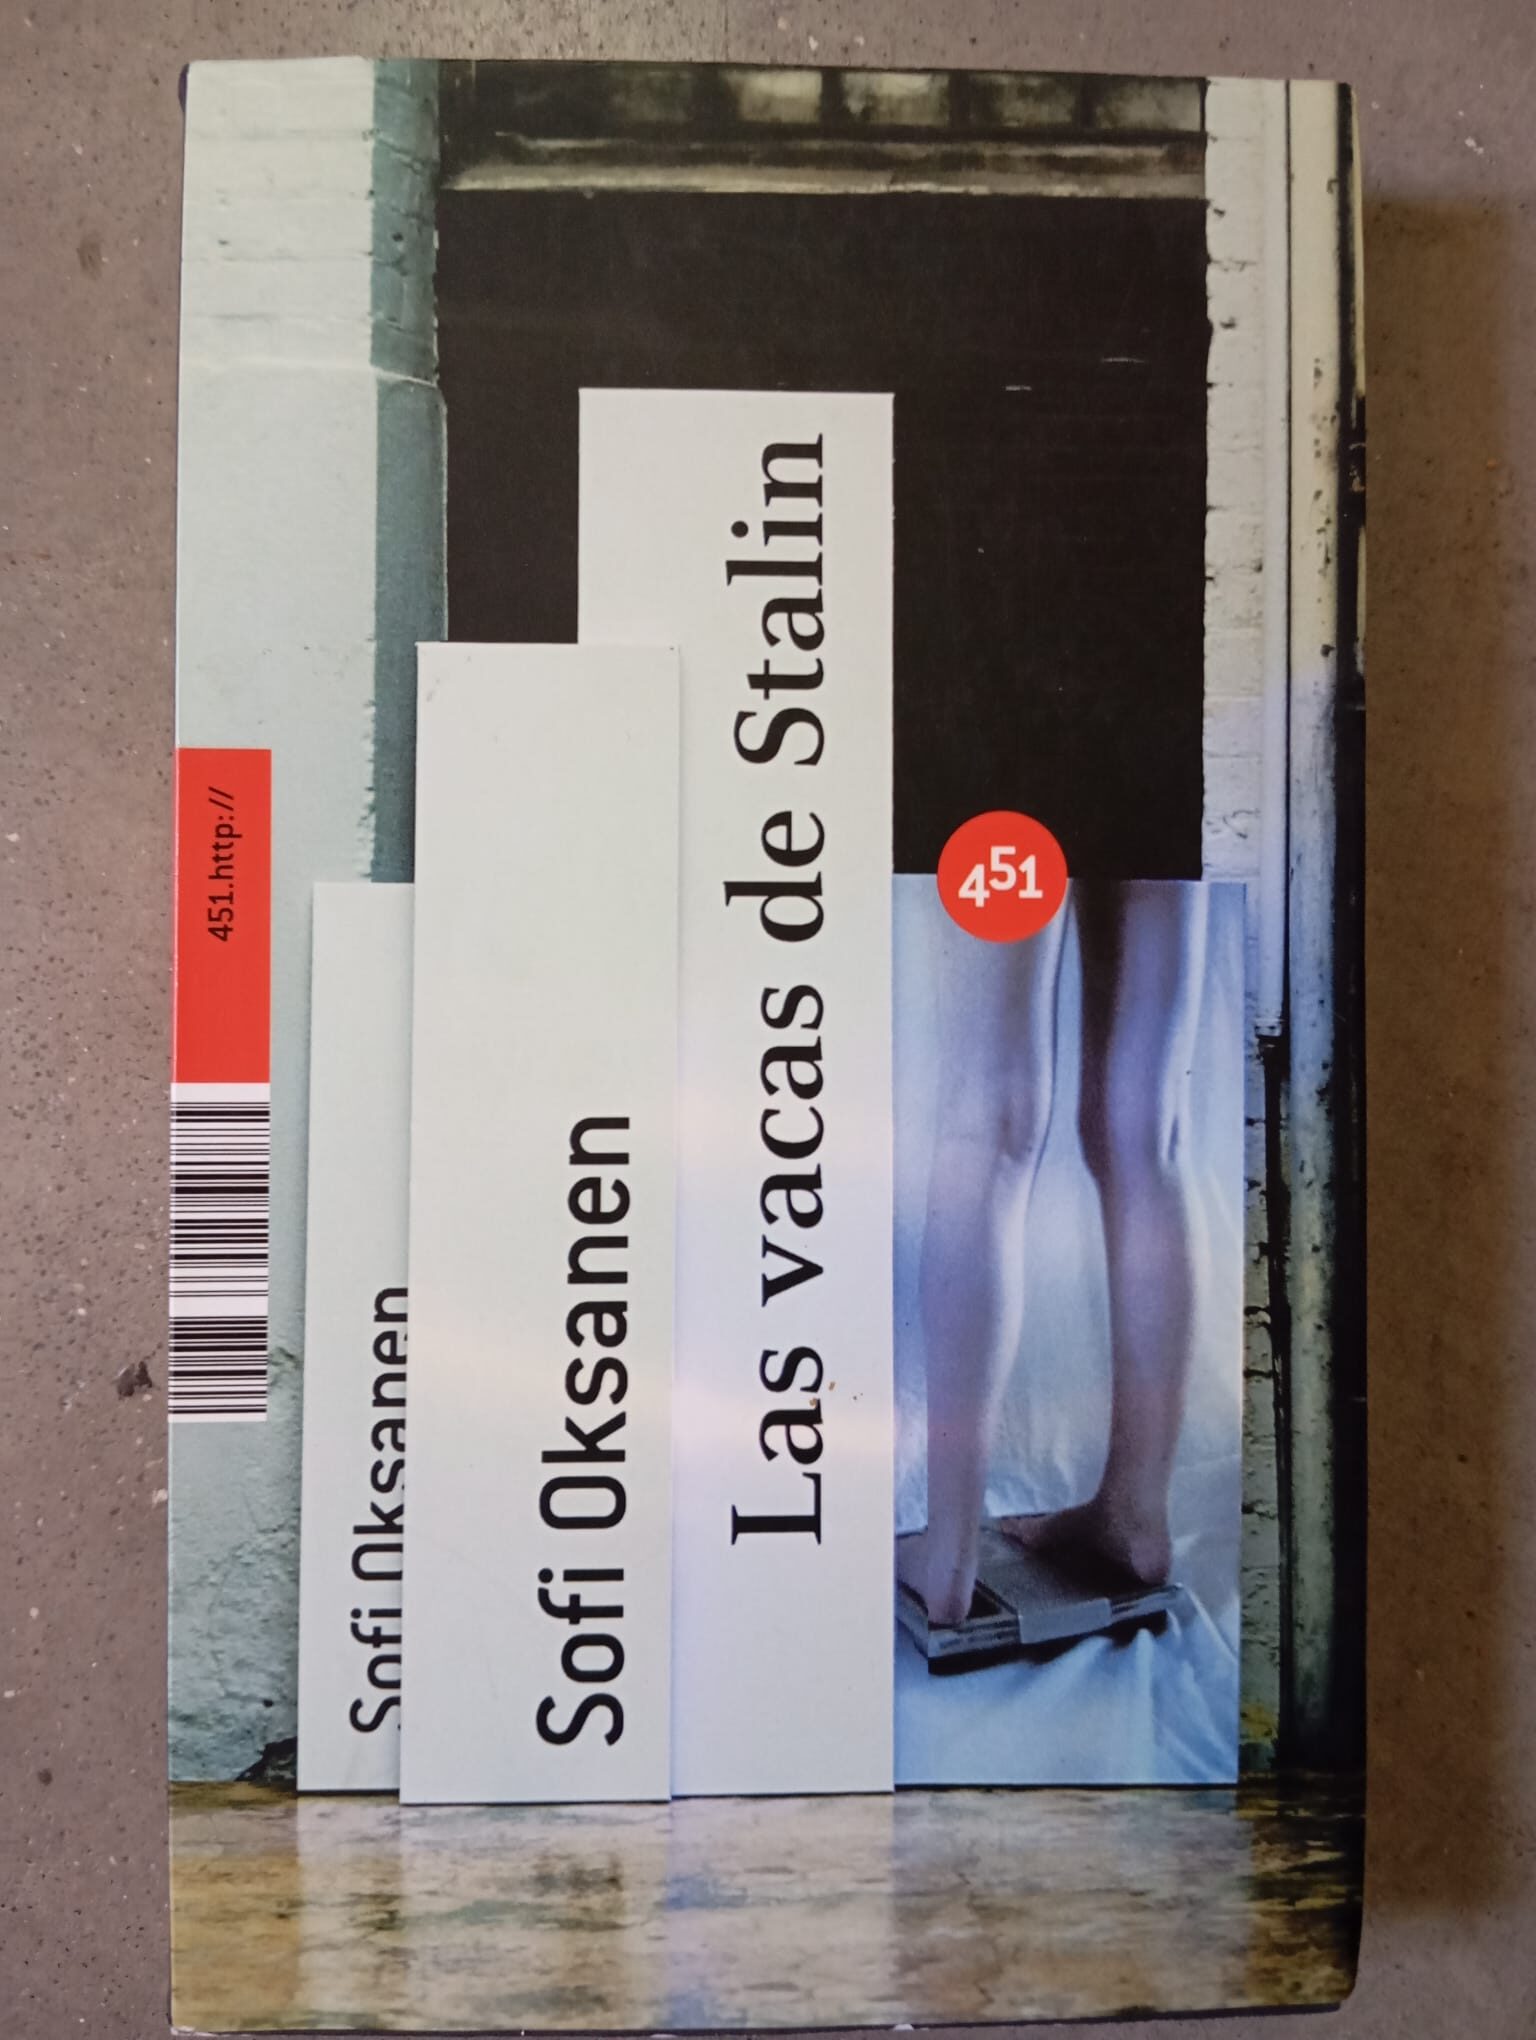 451.http://
Sofi Oksanen
Sofi Oksanen
Las vacas de Stalin
451